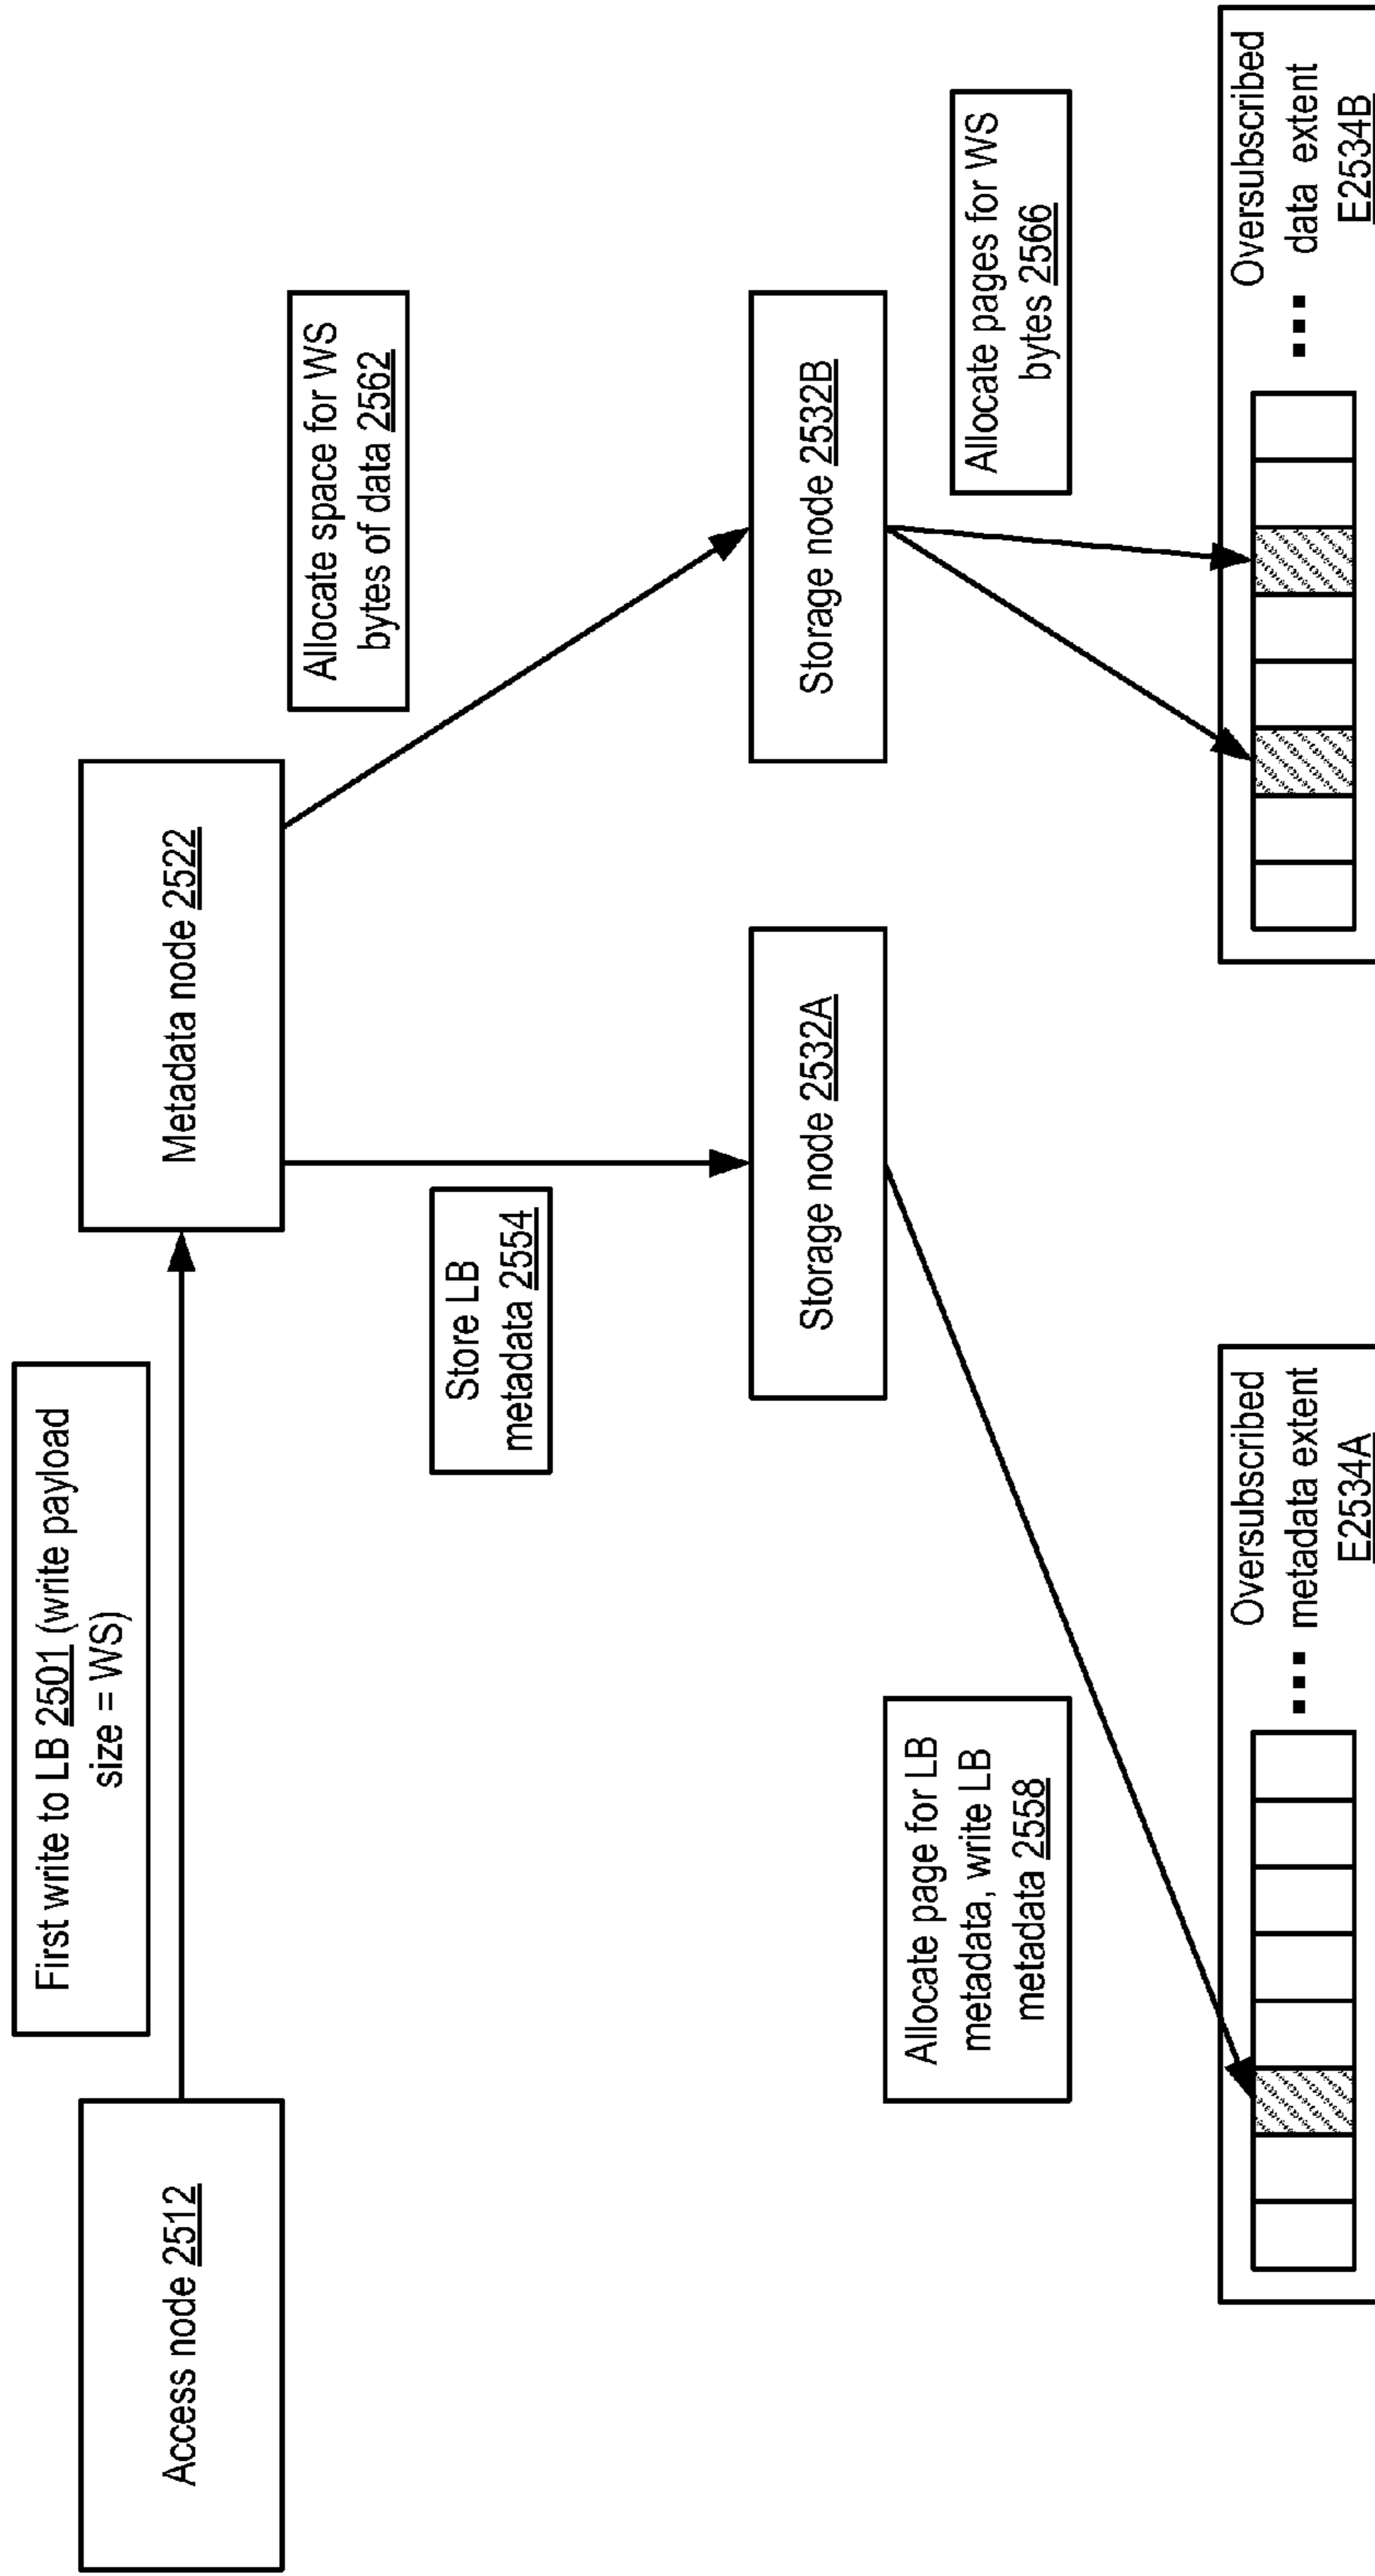 First write to LB 2501 (write payload
size = WS)
Access node 2512
Metadata node 2522
Allocate space for WS
bytes of data 2562
Store LB
metadata 2554
Storage node 2532A
Storage node 2532B
Allocate page for LB
metadata, write LB
metadata 2558
Allocate pages for WS
bytes 2566
Oversubscribed
... metadata extent
E2534A
Oversubscribed
... data extent
E2534B